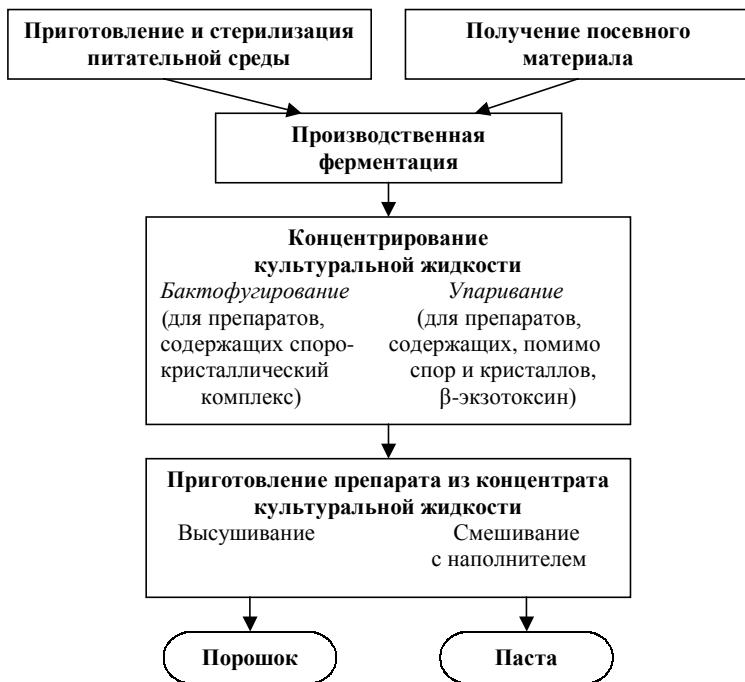 Приготовление и стерилизация
питательной среды
Получение посевного
материала
Производственная
ферментация
Концентрирование
культуральной жидкости
Бактофугирование
(для препаратов,
содержащих споро-
кристаллический
комплекс)
Упаривание
(для препаратов,
содержащих, помимо
спор и кристаллов,
β-экзотоксин)
Приготовление препарата из концентрата
культуральной жидкости
Высушивание
Смешивание
с наполнителем
Порошок
Паста